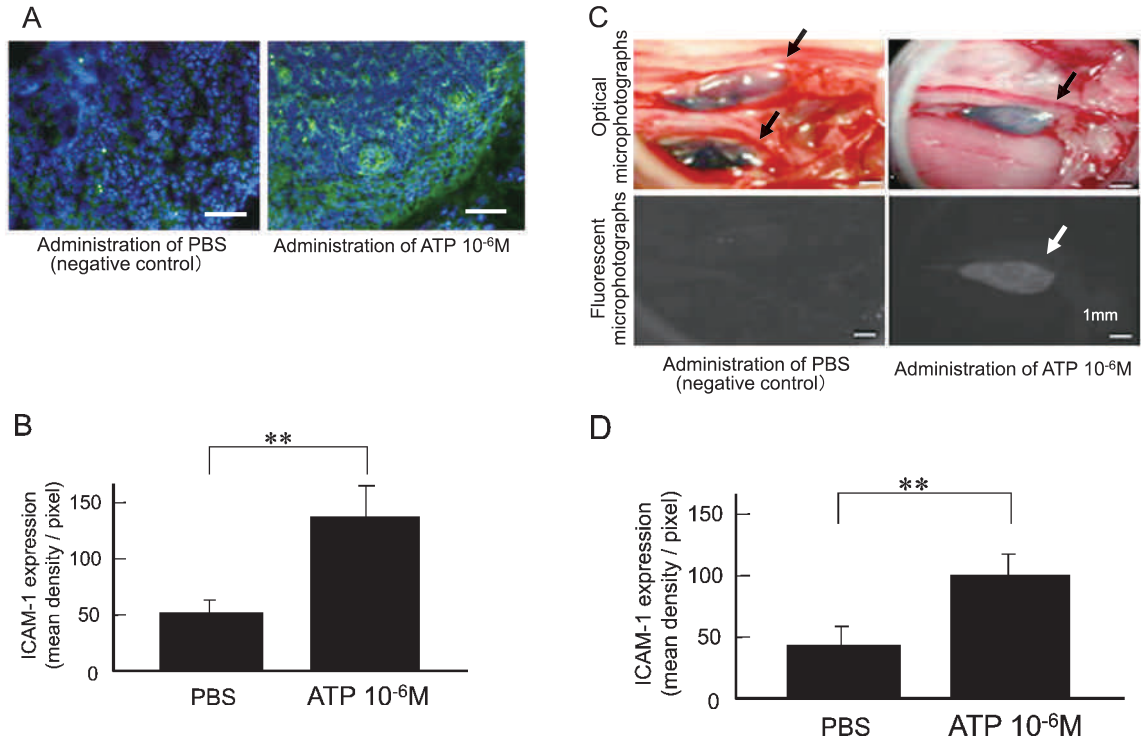 A
Administration of PBS
(negative control)
Administration of ATP 10-6M
B
ICAM-1 expression
(mean density / pixel)
150
100
50
0
**
PBS
ATP 10-6M
C
Optical
microphotographs
Fluorescent
microphotographs
1mm
Administration of PBS
(negative control)
Administration of ATP 10-6M
D
ICAM-1 expression
(mean density / pixel)
150
100
50
0
**
PBS
ATP 10-6M